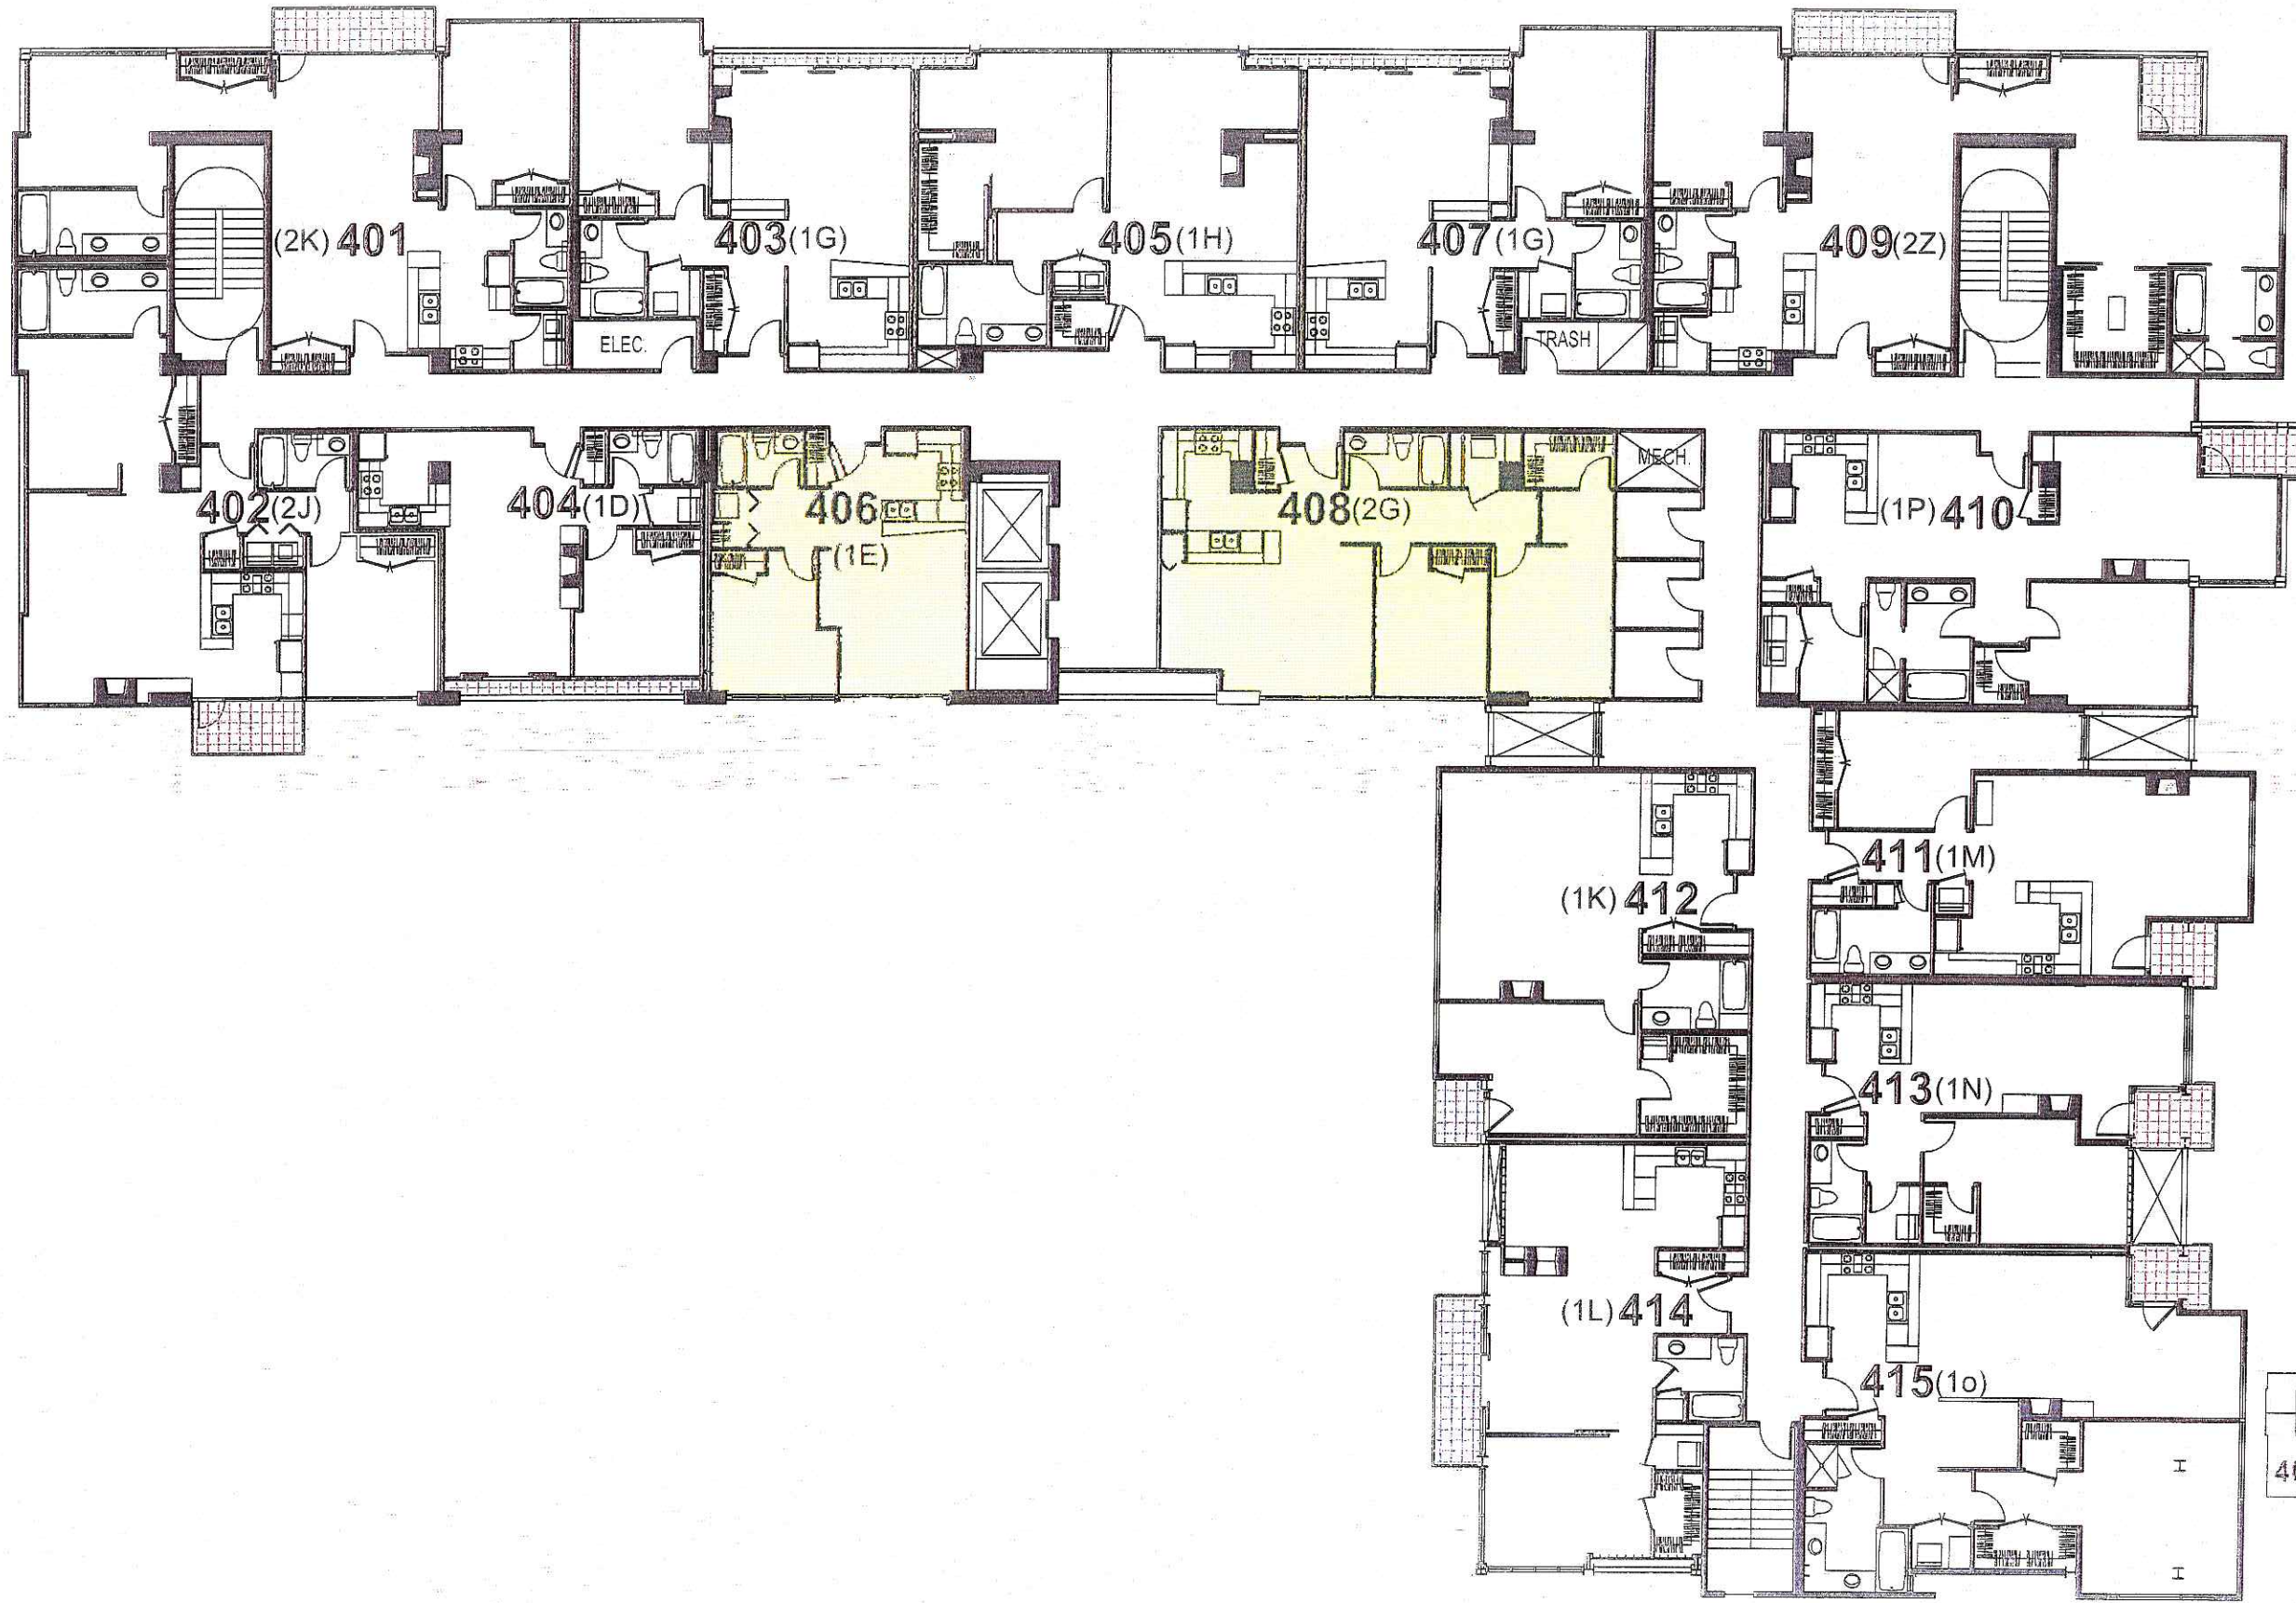 (2K) 401
403(1G)
405(1H)
407(1G)
409(2Z)
ELEC.
TRASH
402(2J)
404(1D)
406
(1E)
408(2G)
MECH.
(1P) 410
411(1M)
(1K) 412
413(1N)
(1L) 414
415(1o)